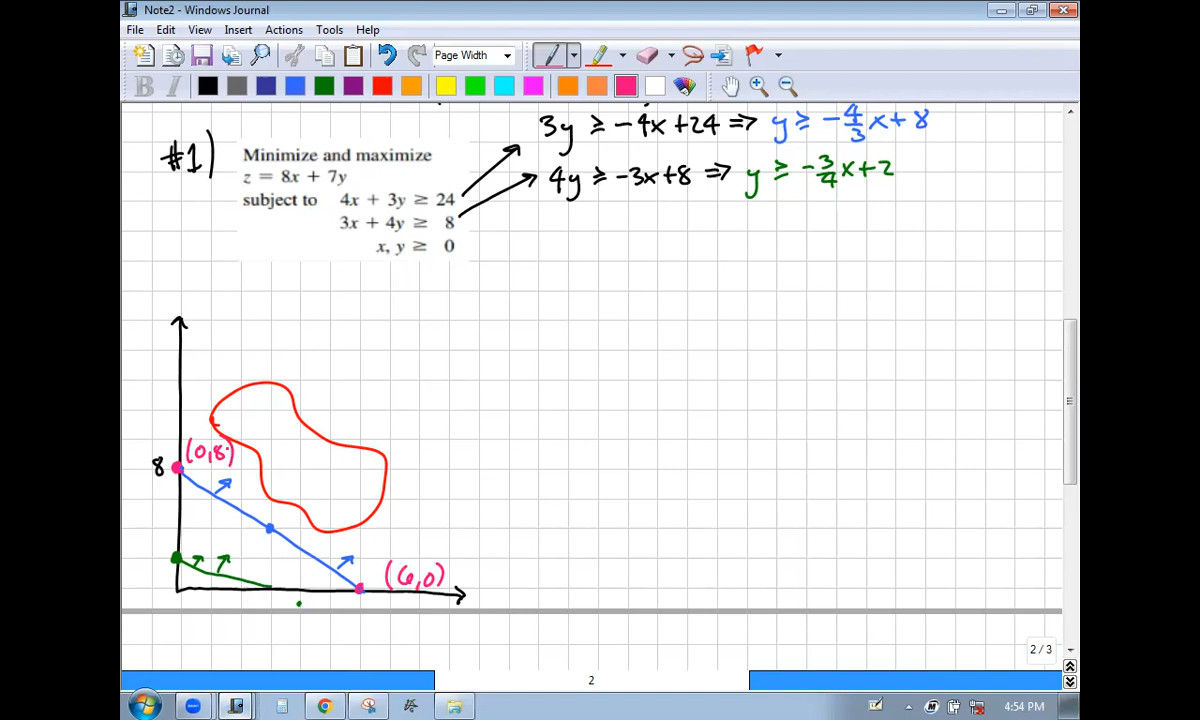 Note2 - Windows Journal
File Edit View Insert Actions Tools Help
Page Width
B I
3y ≥ -4x +24 ⇒ y ≥ -4/3x + 8
#1)
Minimize and maximize
z = 8x + 7y
subject to 4x + 3y ≥ 24
3x + 4y ≥ 8
x, y ≥ 0
4y ≥ -3x+8 ⇒ y ≥ -3/4x+2
(0,8)
8
(6,0)
2 / 3
2
4:54 PM